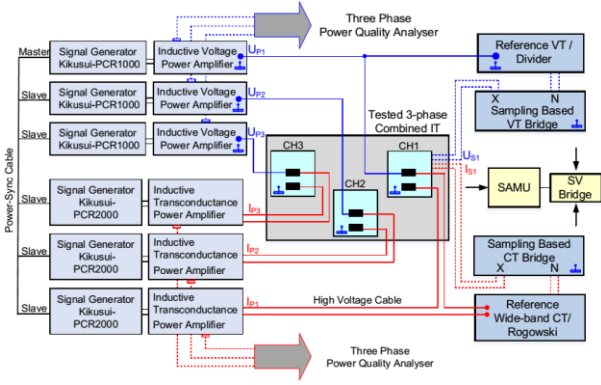 Three Phase
Power Quality Analyser
Master
Signal Generator
Kikusui-PCR1000
Inductive Voltage
Power Amplifier
UP1
Reference VT /
Divider
Slave
Signal Generator
Kikusui-PCR1000
Inductive Voltage
Power Amplifier
UP2
X
N
Sampling Based
VT Bridge
Slave
Signal Generator
Kikusui-PCR1000
Inductive Voltage
Power Amplifier
UP3
Tested 3-phase
Combined IT
CH3
CH2
CH1
US1
IS1
Power-Sync Cable
SAMU
SV
Bridge
Slave
Signal Generator
Kikusui-
PCR2000
Inductive
Transconductance
Power Amplifier
IP3
Slave
Signal Generator
Kikusui-
PCR2000
Inductive
Transconductance
Power Amplifier
IP2
Sampling Based
CT Bridge
X
N
Slave
Signal Generator
Kikusui-
PCR2000
Inductive
Transconductance
Power Amplifier
IP1
High Voltage Cable
Reference
Wide-band CT/
Rogowski
Three Phase
Power Quality Analyser